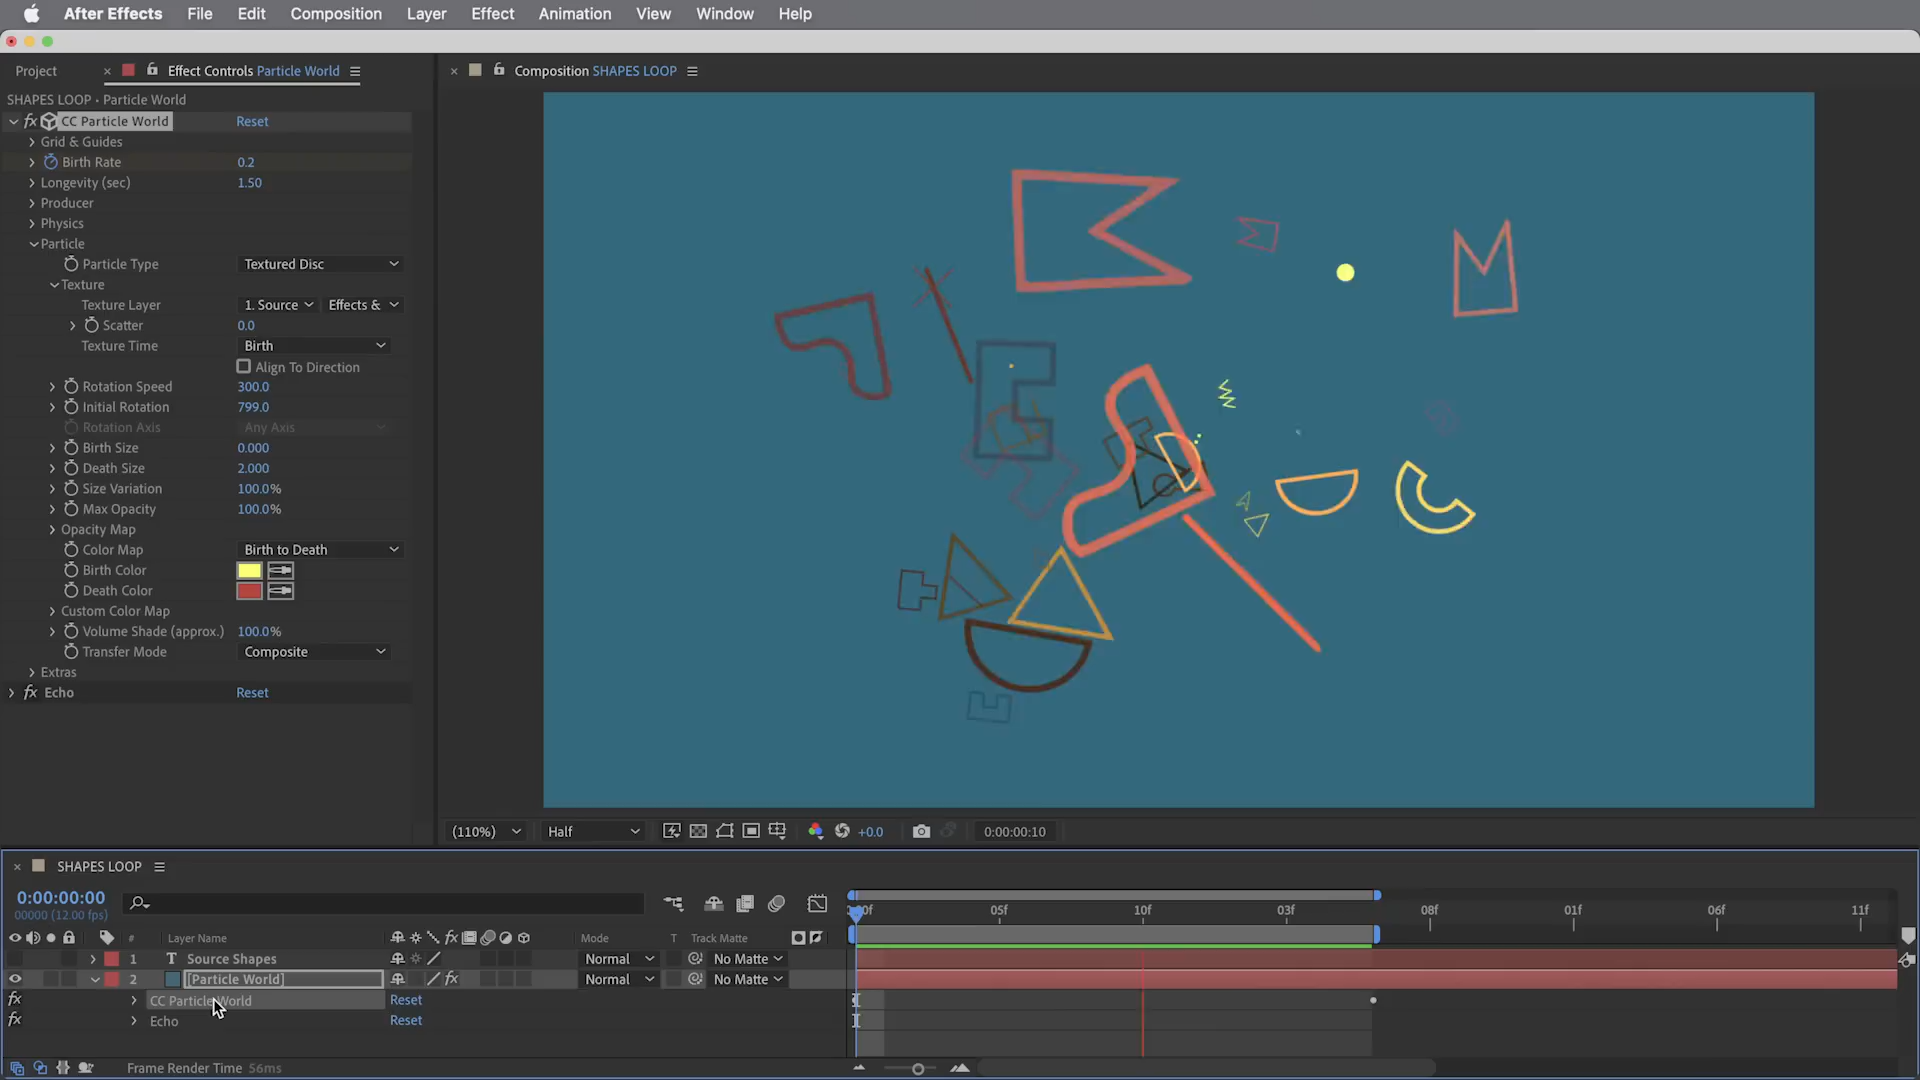 After Effects File Edit Composition Layer Effect Animation View Window Help
Project × Effect Controls Particle World
× Composition SHAPES LOOP
SHAPES LOOP • Particle World
fx CC Particle World Reset
Grid & Guides
Birth Rate 0.2
Longevity (sec) 1.50
Producer
Physics
Particle
Particle Type Textured Disc
Texture
Texture Layer 1. Source Effects &
Scatter 0.0
Texture Time Birth
Align To Direction
Rotation Speed 300.0
Initial Rotation 799.0
Rotation Axis Any Axis
Birth Size 0.000
Death Size 2.000
Size Variation 100.0%
Max Opacity 100.0%
Opacity Map
Color Map Birth to Death
Birth Color
Death Color
Custom Color Map
Volume Shade (approx.) 100.0%
Transfer Mode Composite
Extras
fx Echo Reset
(110%) Half +0.0 0:00:00:10
× SHAPES LOOP
0:00:00:00
00000 (12.00 fps)
00f 05f 10f 03f 08f 01f 06f 11f
# Layer Name fx Mode T Track Matte
1 T Source Shapes Normal No Matte
2 [Particle World] fx Normal No Matte
fx CC Particle World Reset
fx Echo Reset
Frame Render Time 56ms